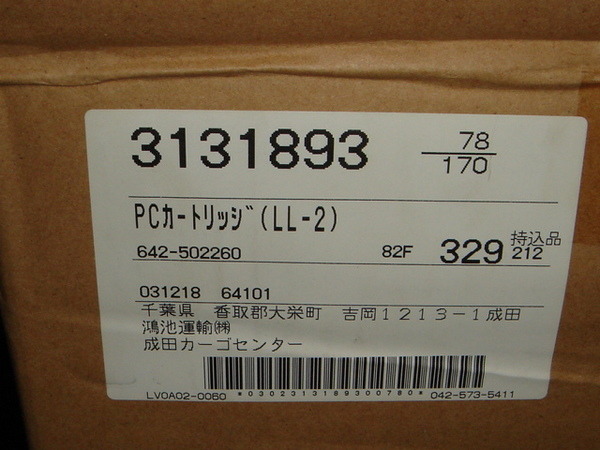 3131893 78
170
PCｶｰﾄﾘｯｼﾞ(LL-2)
642-502260 82F 329 持込品
212
031218 64101
千葉県 香取郡大栄町 吉岡1213-1成田
鴻池運輸㈱
成田カーゴセンター
LV0A02-0060 *0302313189300780* 042-573-5411